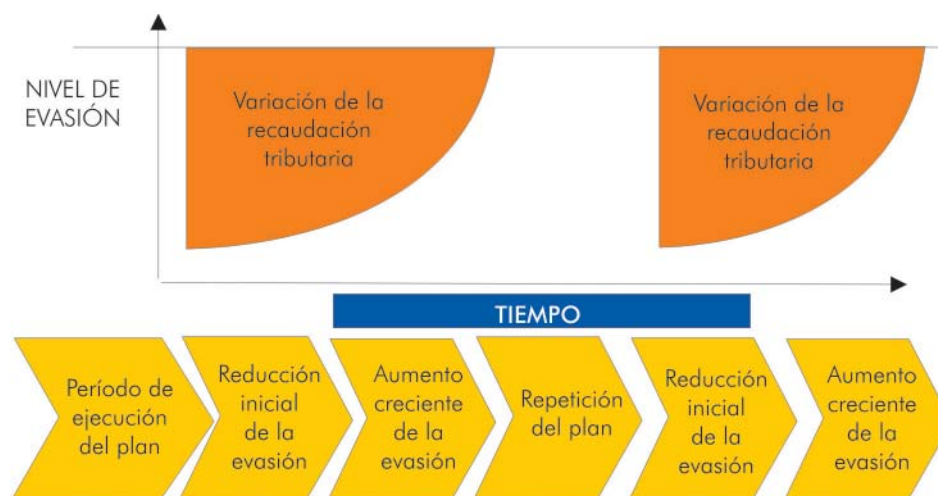 NIVEL DE
EVASIÓN
Variación de la
recaudación
tributaria
Variación de la
recaudación
tributaria
TIEMPO
Período de
ejecución
del plan
Reducción
inicial
de la
evasión
Aumento
creciente
de la
evasión
Repetición
del plan
Reducción
inicial
de la
evasión
Aumento
creciente
de la
evasión